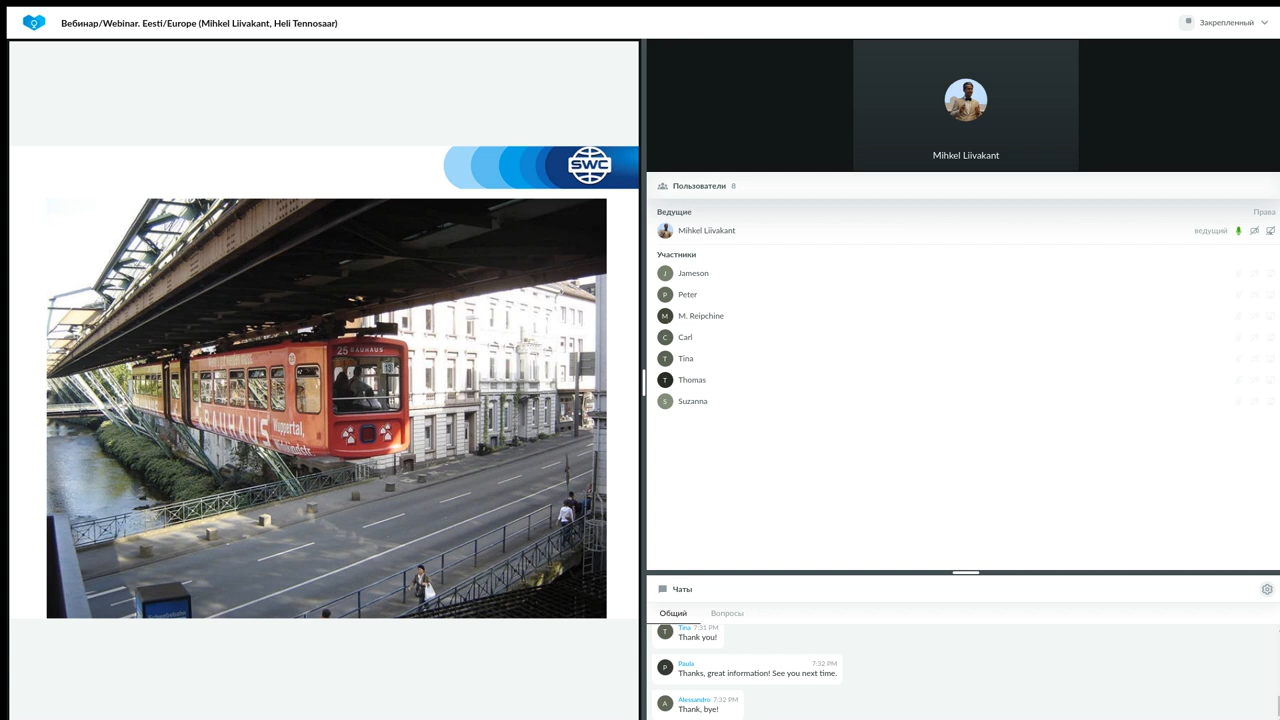 Вебинар/Webinar. Eesti/Europe (Mihkel Liivakant, Heli Tennosaar)
Закрепленный
SWC
25 BAUHAUS
13
BAUHAUS Wuppertal,
Mihkel Liivakant
Пользователи 8
Ведущие Права
Mihkel Liivakant ведущий
Участники
J Jameson
P Peter
M M. Reipchine
C Carl
T Tina
T Thomas
S Suzanna
Чаты
Общий Вопросы
T Tina 7:31 PM
Thank you!
P Paula 7:32 PM
Thanks, great information! See you next time.
A Alessandro 7:32 PM
Thank, bye!